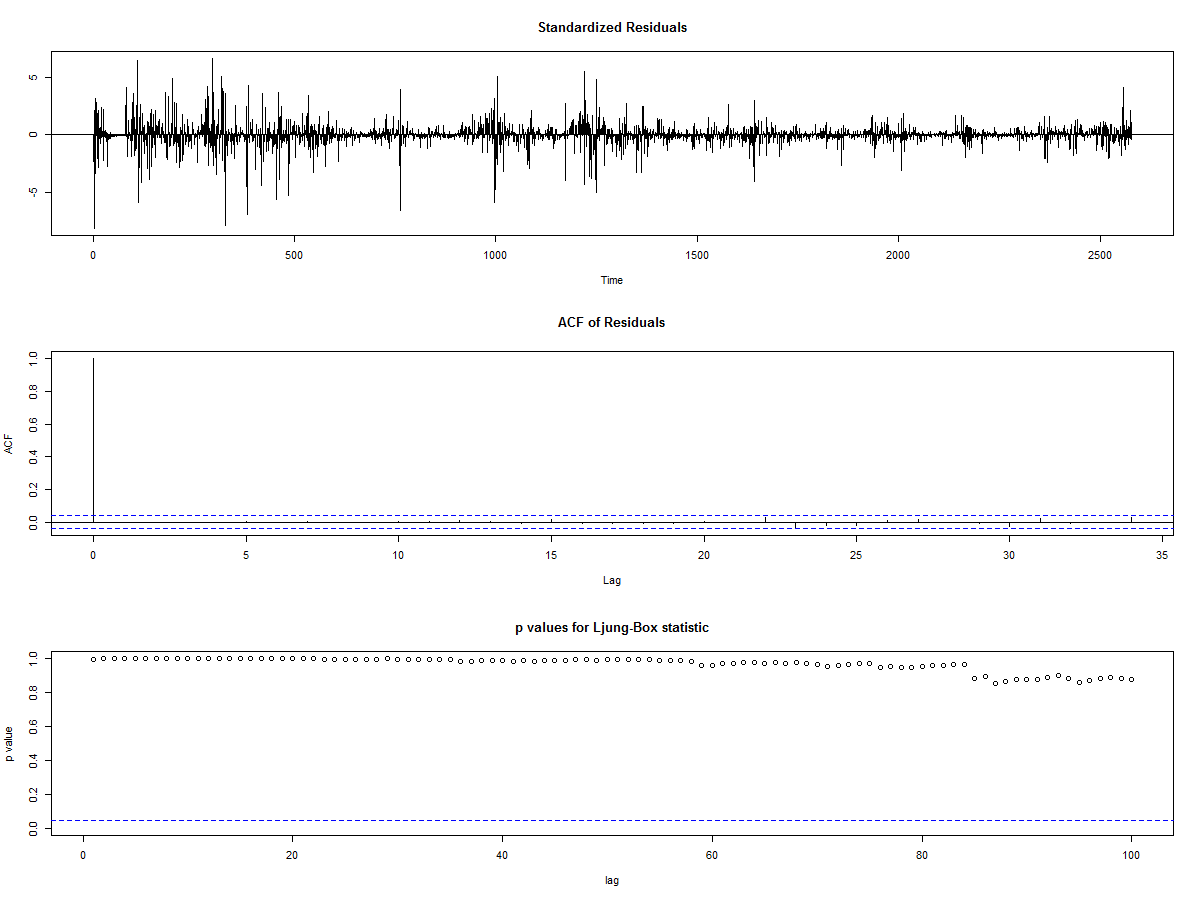 Standardized Residuals
5
0
-5
0 500 1000 1500 2000 2500
Time
ACF of Residuals
1.0
0.8
0.6
0.4
0.2
0.0
ACF
0 5 10 15 20 25 30 35
Lag
p values for Ljung-Box statistic
1.0
0.8
0.6
0.4
0.2
0.0
p value
0 20 40 60 80 100
lag